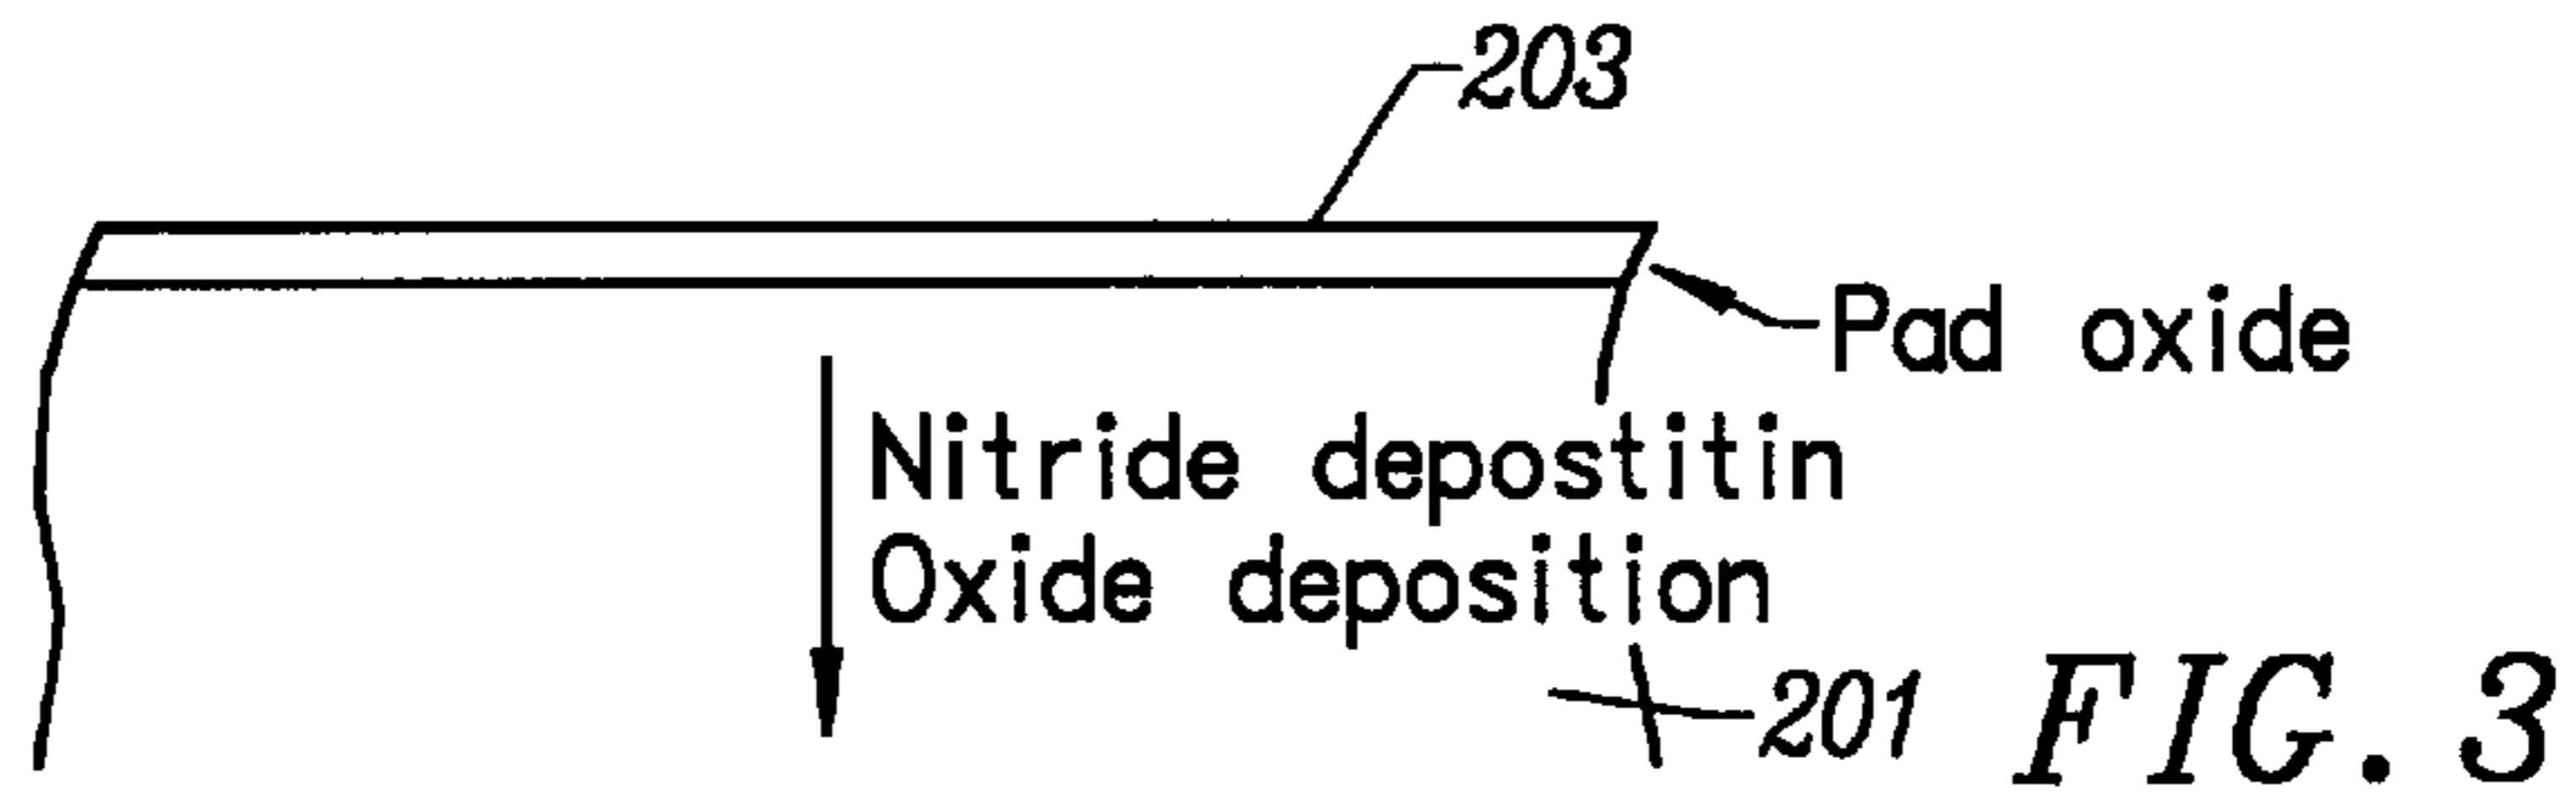 203
Pad oxide
Nitride depostitin
Oxide deposition
201
FIG. 3